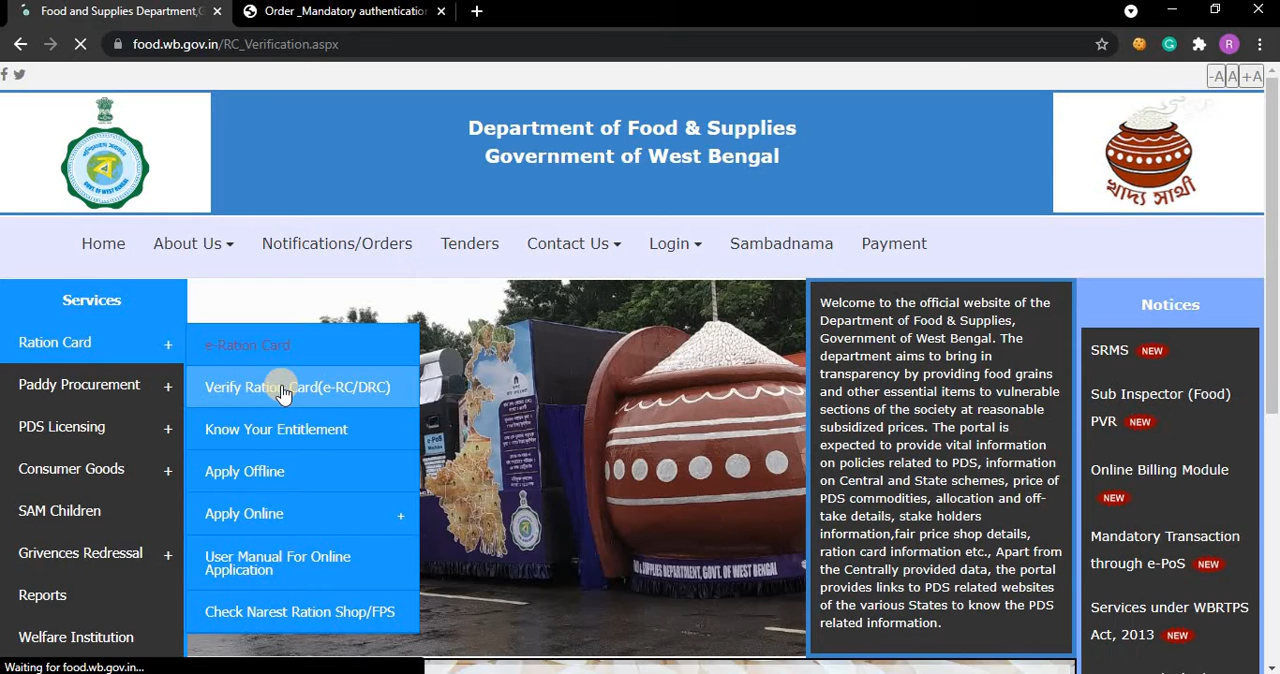 Food and Supplies Department,G
Order _Mandatory authentication
food.wb.gov.in/RC_Verification.aspx
R
-A A +A
Department of Food & Supplies
Government of West Bengal
খাদ্য সাথী
Home
About Us
Notifications/Orders
Tenders
Contact Us
Login
Sambadnama
Payment
Services
Ration Card +
Paddy Procurement +
PDS Licensing +
Consumer Goods +
SAM Children
Grivences Redressal +
Reports
Welfare Institution
e-Ration Card
Verify Ration Card(e-RC/DRC)
Know Your Entitlement
Apply Offline
Apply Online +
User Manual For Online
Application
Check Narest Ration Shop/FPS
Welcome to the official website of the
Department of Food & Supplies,
Government of West Bengal. The
department aims to bring in
transparency by providing food grains
and other essential items to vulnerable
sections of the society at reasonable
subsidized prices. The portal is
expected to provide vital information
on policies related to PDS, information
on Central and State schemes, price of
PDS commodities, allocation and off-
take details, stake holders
information,fair price shop details,
ration card information etc., Apart from
the Centrally provided data, the portal
provides links to PDS related websites
of the various States to know the PDS
related information.
Notices
SRMS NEW
Sub Inspector (Food)
PVR NEW
Online Billing Module
NEW
Mandatory Transaction
through e-PoS NEW
Services under WBRTPS
Act, 2013 NEW
& SUPPLIES DEPARTMENT, GOVT. OF WEST BENGAL
Waiting for food.wb.gov.in...